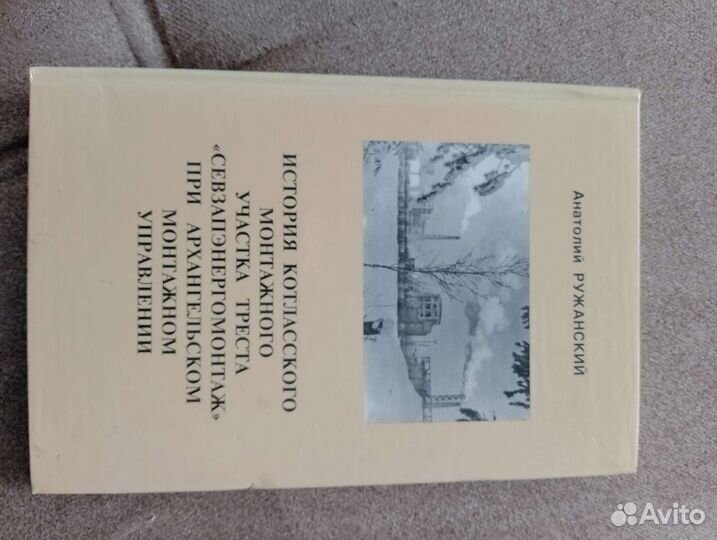 Анатолий РУЖАНСКИЙ
ИСТОРИЯ КОТЛАССКОГО
МОНТАЖНОГО
УЧАСТКА ТРЕСТА
«СЕВЗАПЭНЕРГОМОНТАЖ»
ПРИ АРХАНГЕЛЬСКОМ
МОНТАЖНОМ
УПРАВЛЕНИИ
Avito